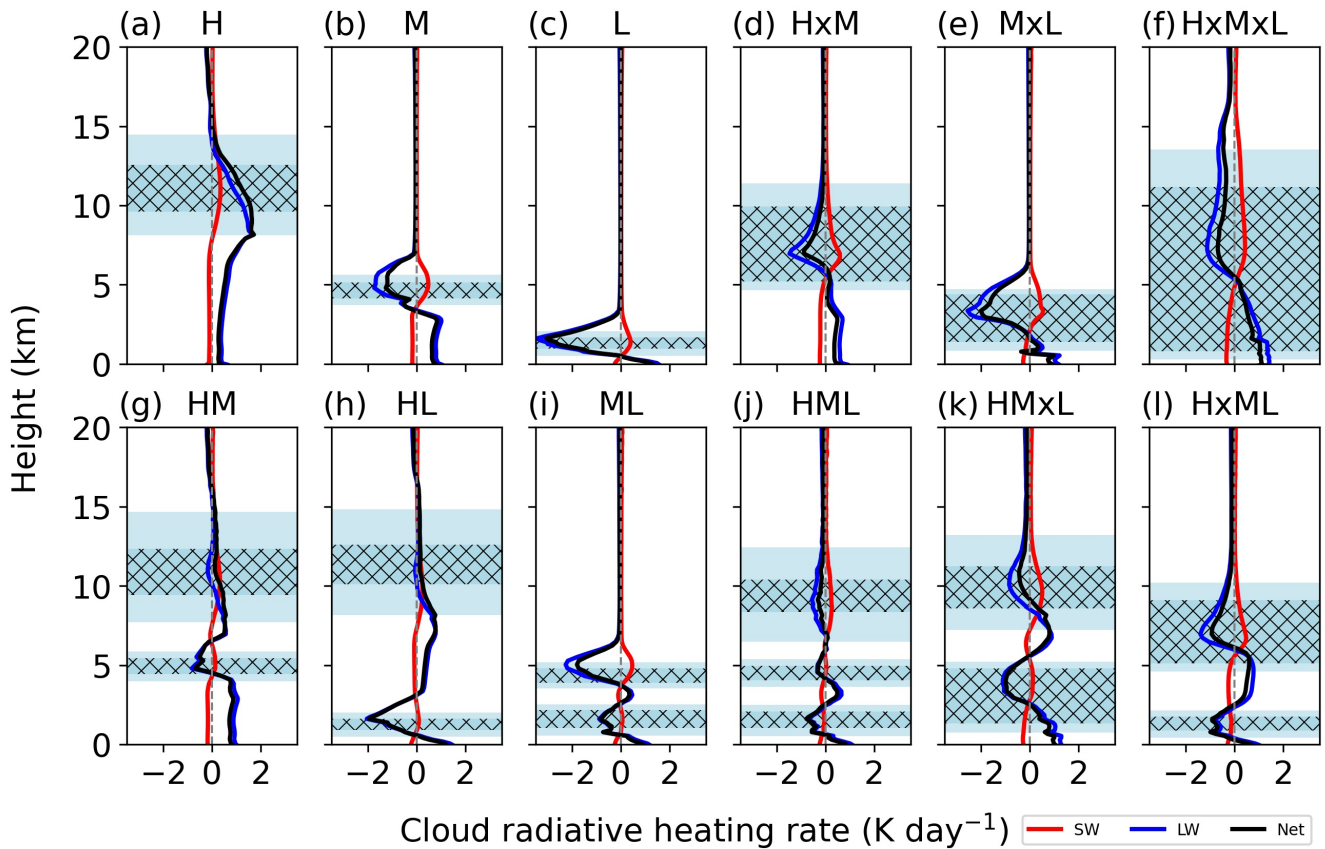 (a) H (b) M (c) L (d) HxM (e) MxL (f) HxMxL
20
15
10
5
0
(g) HM (h) HL (i) ML (j) HML (k) HMxL (l) HxML
20
15
10
5
0
−2 0 2 −2 0 2 −2 0 2 −2 0 2 −2 0 2 −2 0 2
Height (km)
Cloud radiative heating rate (K day−1) SW LW Net